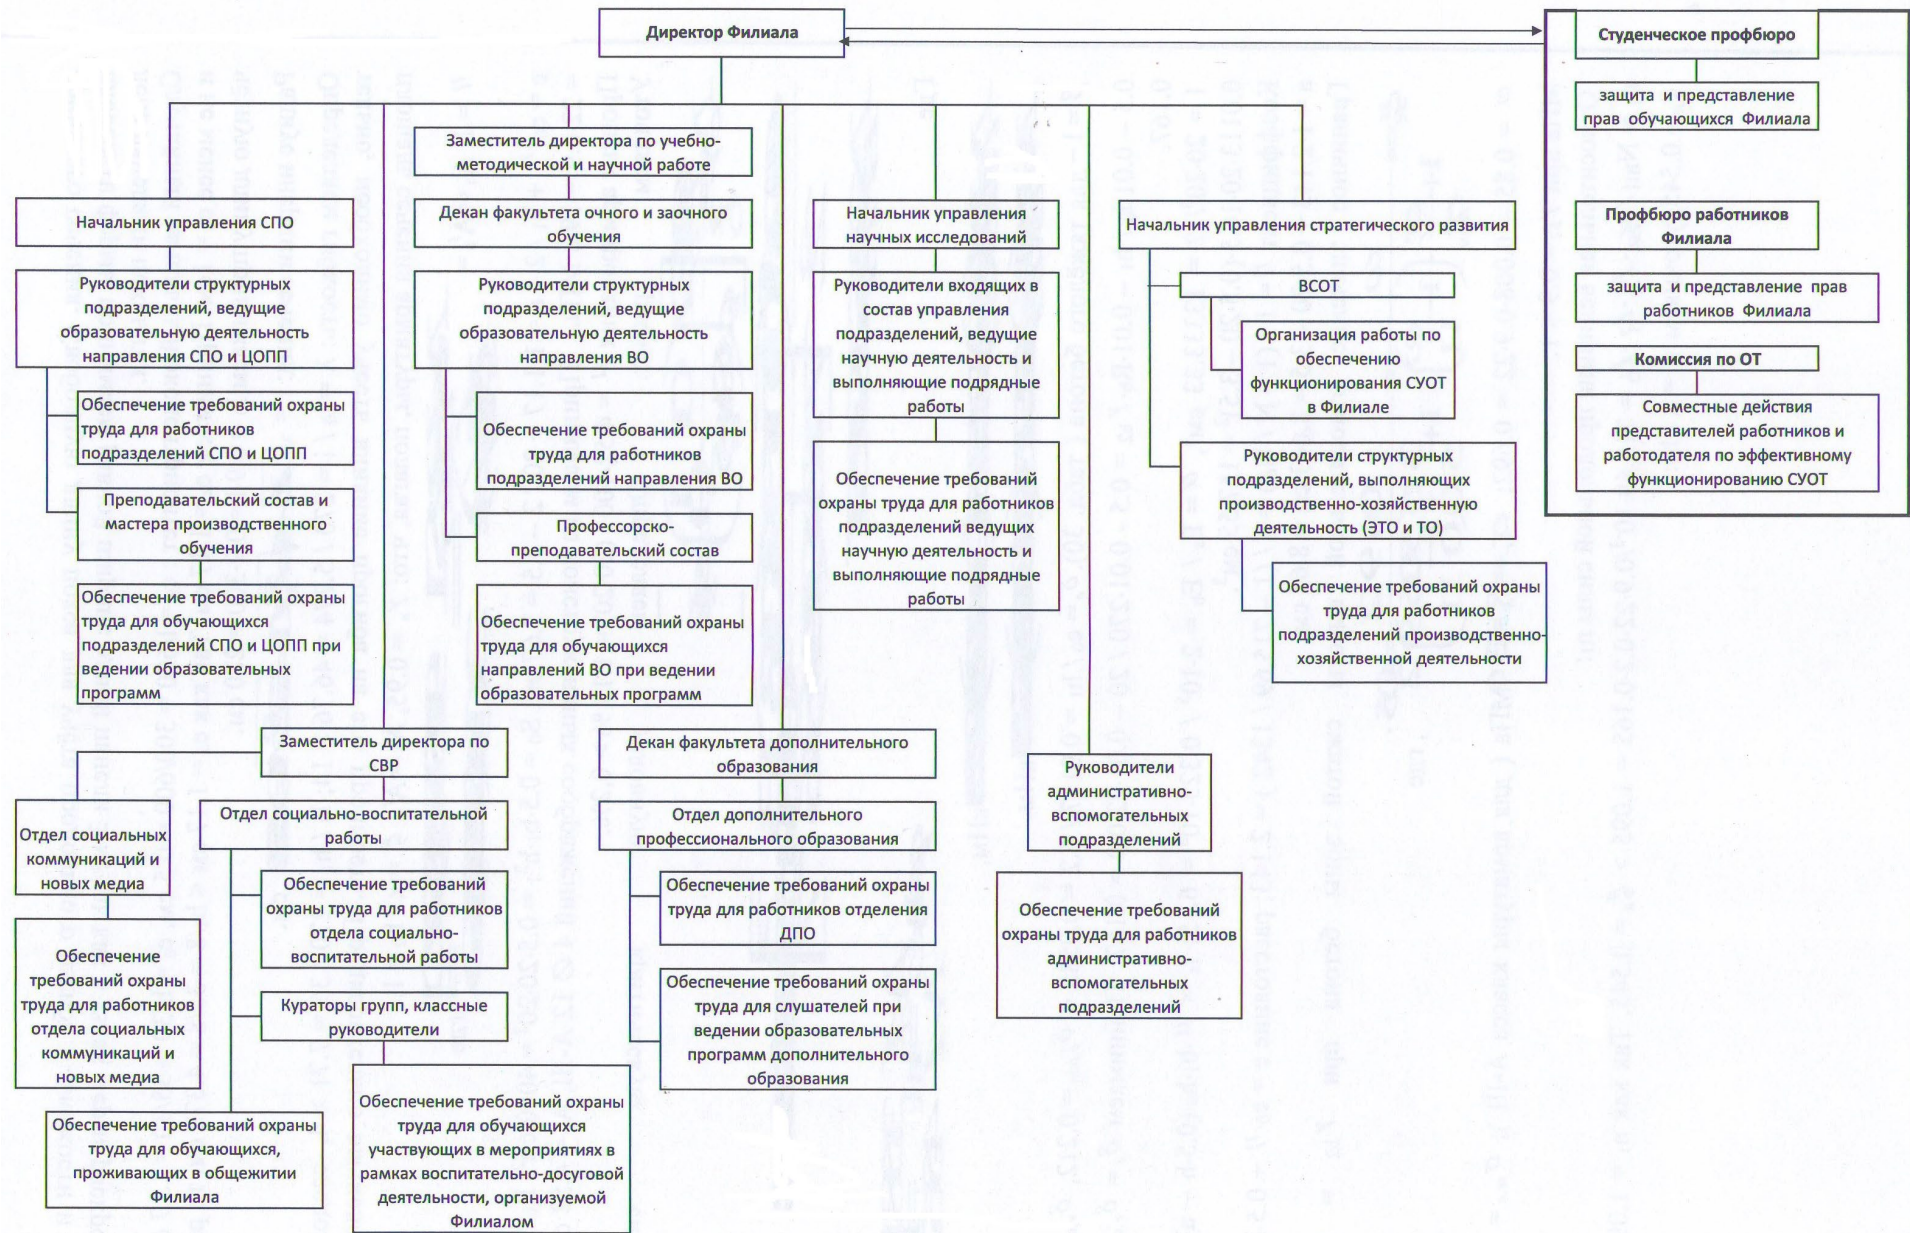 Директор Филиала
Студенческое профбюро
защита и представление
прав обучающихся Филиала
Профбюро работников
Филиала
защита и представление прав
работников Филиала
Комиссия по ОТ
Совместные действия
представителей работников и
работодателя по эффективному
функционированию СУОТ
Начальник управления СПО
Руководители структурных
подразделений, ведущие
образовательную деятельность
направления СПО и ЦОПП
Обеспечение требований охраны
труда для работников
подразделений СПО и ЦОПП
Преподавательский состав и
мастера производственного
обучения
Обеспечение требований охраны
труда для обучающихся
подразделений СПО и ЦОПП при
ведении образовательных
программ
Заместитель директора по учебно-
методической и научной работе
Декан факультета очного и заочного
обучения
Руководители структурных
подразделений, ведущие
образовательную деятельность
направления ВО
Обеспечение требований охраны
труда для работников
подразделений направления ВО
Профессорско-
преподавательский состав
Обеспечение требований охраны
труда для обучающихся
направлений ВО при ведении
образовательных программ
Начальник управления
научных исследований
Руководители входящих в
состав управления
подразделений, ведущие
научную деятельность и
выполняющие подрядные
работы
Обеспечение требований
охраны труда для работников
подразделений ведущих
научную деятельность и
выполняющие подрядные
работы
Начальник управления стратегического развития
ВСОТ
Организация работы по
обеспечению
функционирования СУОТ
в Филиале
Руководители структурных
подразделений, выполняющих
производственно-хозяйственную
деятельность (ЭТО и ТО)
Обеспечение требований охраны
труда для работников
подразделений производственно-
хозяйственной деятельности
Заместитель директора по
СВР
Отдел социальных
коммуникаций и
новых медиа
Обеспечение
требований охраны
труда для работников
отдела социальных
коммуникаций и
новых медиа
Отдел социально-воспитательной
работы
Обеспечение требований
охраны труда для работников
отдела социально-
воспитательной работы
Кураторы групп, классные
руководители
Обеспечение требований охраны
труда для обучающихся,
проживающих в общежитии
Филиала
Обеспечение требований охраны
труда для обучающихся
участвующих в мероприятиях в
рамках воспитательно-досуговой
деятельности, организуемой
Филиалом
Декан факультета дополнительного
образования
Отдел дополнительного
профессионального образования
Обеспечение требований охраны
труда для работников отделения
ДПО
Обеспечение требований охраны
труда для слушателей при
ведении образовательных
программ дополнительного
образования
Руководители
административно-
вспомогательных
подразделений
Обеспечение требований
охраны труда для работников
административно-
вспомогательных
подразделений